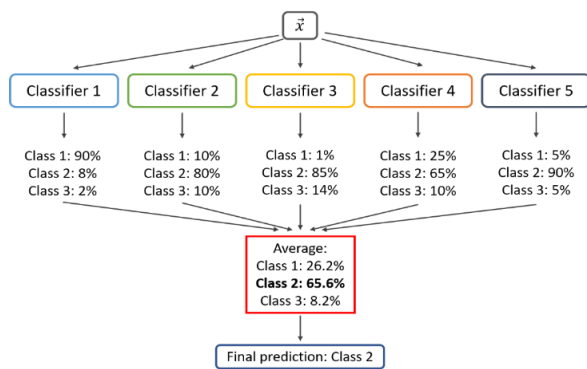 x⃗
Classifier 1
Classifier 2
Classifier 3
Classifier 4
Classifier 5
Class 1: 90%
Class 2: 8%
Class 3: 2%
Class 1: 10%
Class 2: 80%
Class 3: 10%
Class 1: 1%
Class 2: 85%
Class 3: 14%
Class 1: 25%
Class 2: 65%
Class 3: 10%
Class 1: 5%
Class 2: 90%
Class 3: 5%
Average:
Class 1: 26.2%
Class 2: 65.6%
Class 3: 8.2%
Final prediction: Class 2